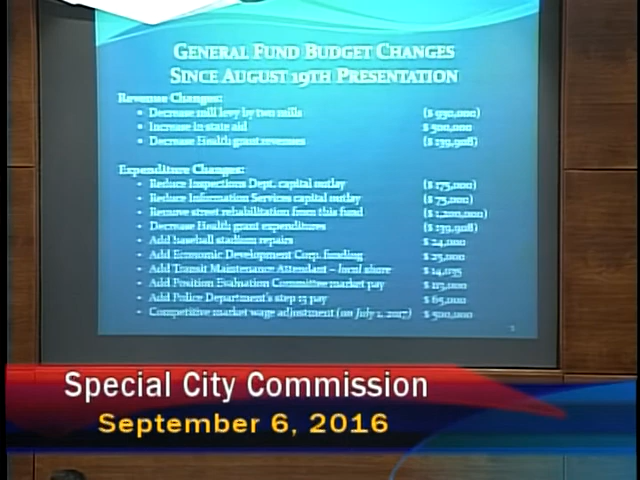 GENERAL FUND BUDGET CHANGES
SINCE AUGUST 19TH PRESENTATION
Revenue Changes:
• Decrease mill levy by two mills ($ 930,000)
• Increase in state aid $ 500,000
• Decrease Health grant revenues ($ 139,908)
Expenditure Changes:
• Reduce Inspections Dept. capital outlay ($ 175,000)
• Reduce Information Services capital outlay ($ 75,000)
• Remove street rehabilitation from this fund ($ 1,200,000)
• Decrease Health grant expenditures ($ 139,908)
• Add baseball stadium repairs $ 24,000
• Add Economic Development Corp. funding $ 25,000
• Add Transit Maintenance Attendant – local share
• Add Position Evaluation Committee market pay $ 113,000
• Add Police Department's step 13 pay $ 65,000
• Competitive market wage adjustment (on July 1, 2017) $ 500,000
Special City Commission
September 6, 2016